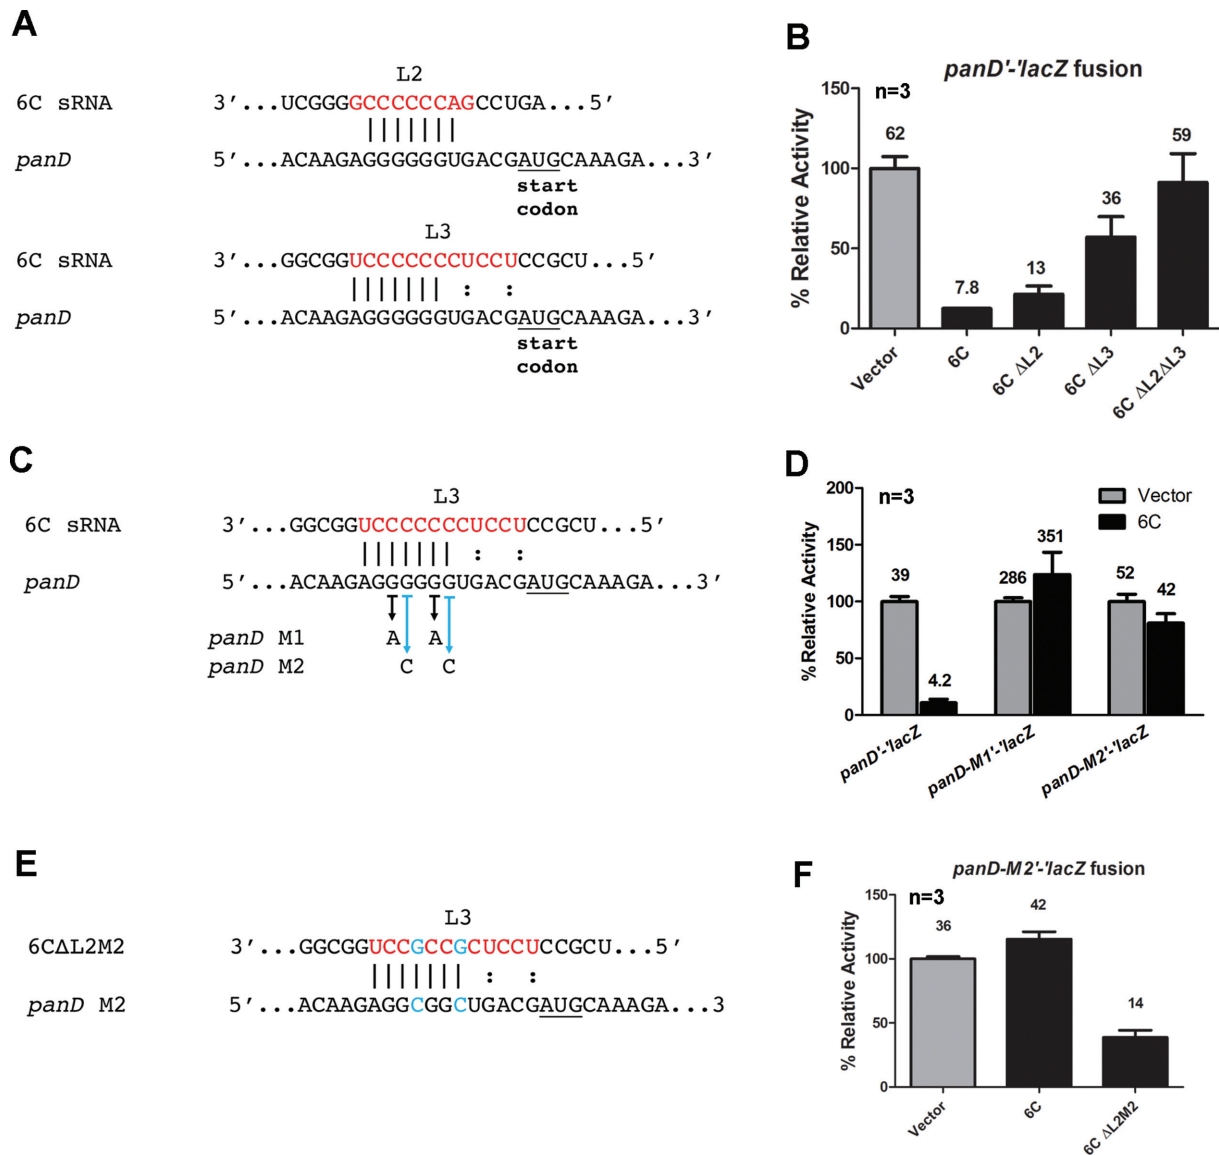 A
L2
6C sRNA 3'...UCGGGGCCCCCCCAGCCUGA...5'
panD 5'...ACAAGAGGGGGGUGACGAUGCAAAGA...3'
start
codon
L3
6C sRNA 3'...GGCGGUCCCCCCCUCCUCCGCU...5'
: :
panD 5'...ACAAGAGGGGGGUGACGAUGCAAAGA...3'
start
codon
B
panD'-'lacZ fusion
n=3
% Relative Activity
150
100
50
0
62
7.8
13
36
59
Vector
6C
6C ΔL2
6C ΔL3
6C ΔL2ΔL3
C
L3
6C sRNA 3'...GGCGGUCCCCCCCUCCUCCGCU...5'
: :
panD 5'...ACAAGAGGGGGGUGACGAUGCAAAGA...3'
panD M1 A A
panD M2 C C
D
n=3
Vector
6C
% Relative Activity
200
150
100
50
0
39
4.2
286
351
52
42
panD'-'lacZ
panD-M1'-'lacZ
panD-M2'-'lacZ
E
L3
6CΔL2M2 3'...GGCGGUCCGCCGCUCCUCCGCU...5'
: :
panD M2 5'...ACAAGAGGCGGCUGACGAUGCAAAGA...3
F
panD-M2'-'lacZ fusion
n=3
% Relative Activity
150
100
50
0
36
42
14
Vector
6C
6C ΔL2M2